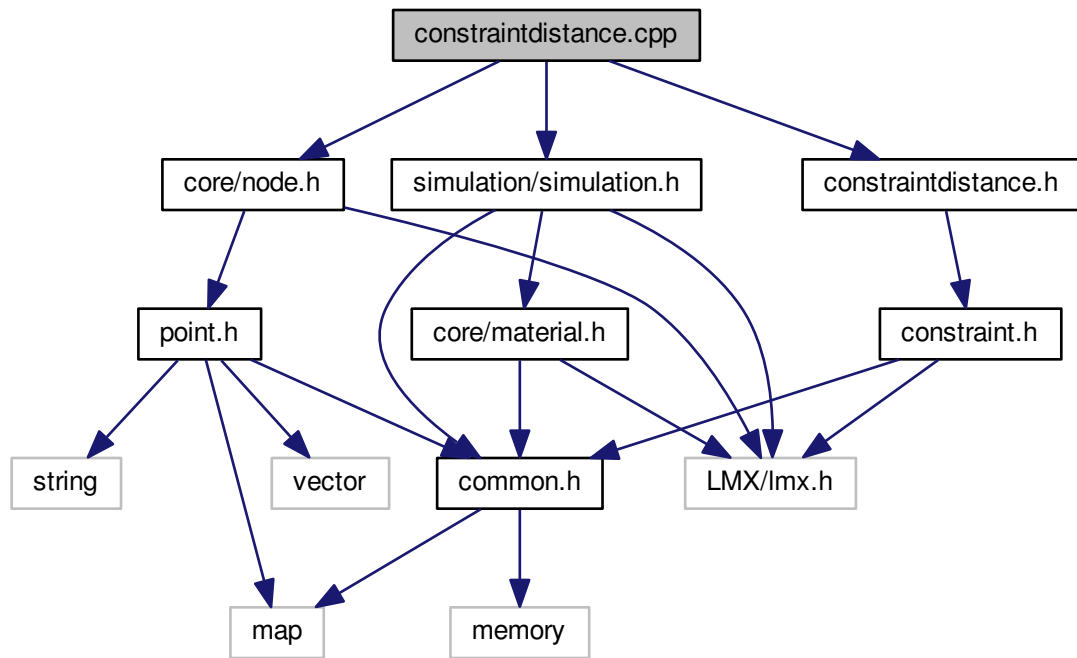 constraintdistance.cpp
core/node.h
simulation/simulation.h
constraintdistance.h
point.h
core/material.h
constraint.h
string
vector
common.h
LMX/lmx.h
map
memory